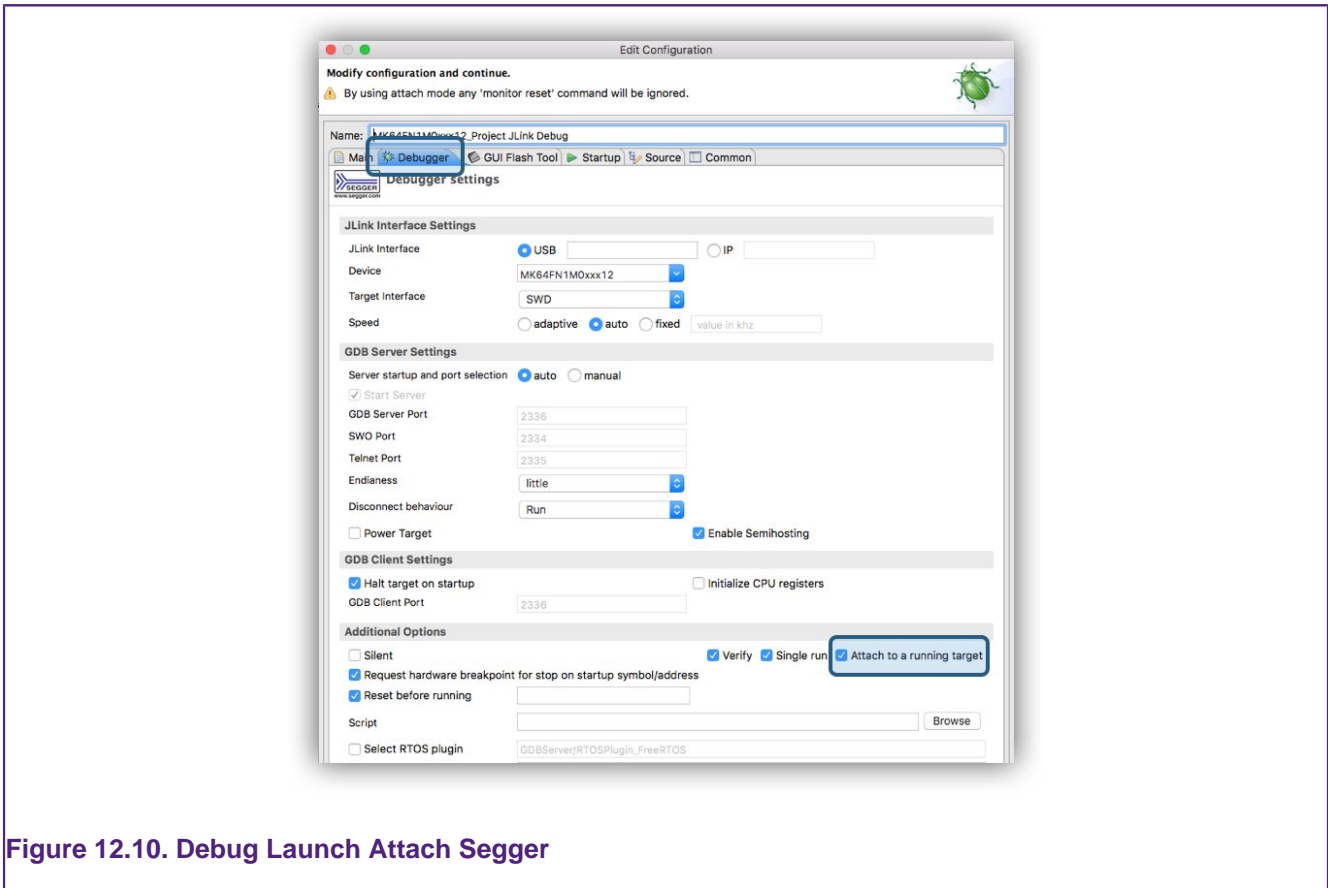 Edit Configuration
Modify configuration and continue.
By using attach mode any 'monitor reset' command will be ignored.
Name: MK64FN1M0xxx12_Project JLink Debug
Main Debugger GUI Flash Tool Startup Source Common
SEGGER Debugger settings
www.segger.com
JLink Interface Settings
JLink Interface USB IP
Device MK64FN1M0xxx12
Target Interface SWD
Speed adaptive auto fixed value in khz
GDB Server Settings
Server startup and port selection auto manual
Start Server
GDB Server Port 2336
SWO Port 2334
Telnet Port 2335
Endianess little
Disconnect behaviour Run
Power Target Enable Semihosting
GDB Client Settings
Halt target on startup Initialize CPU registers
GDB Client Port 2336
Additional Options
Silent Verify Single run Attach to a running target
Request hardware breakpoint for stop on startup symbol/address
Reset before running
Script Browse
Select RTOS plugin GDBServer/RTOSPlugin_FreeRTOS
Figure 12.10. Debug Launch Attach Segger